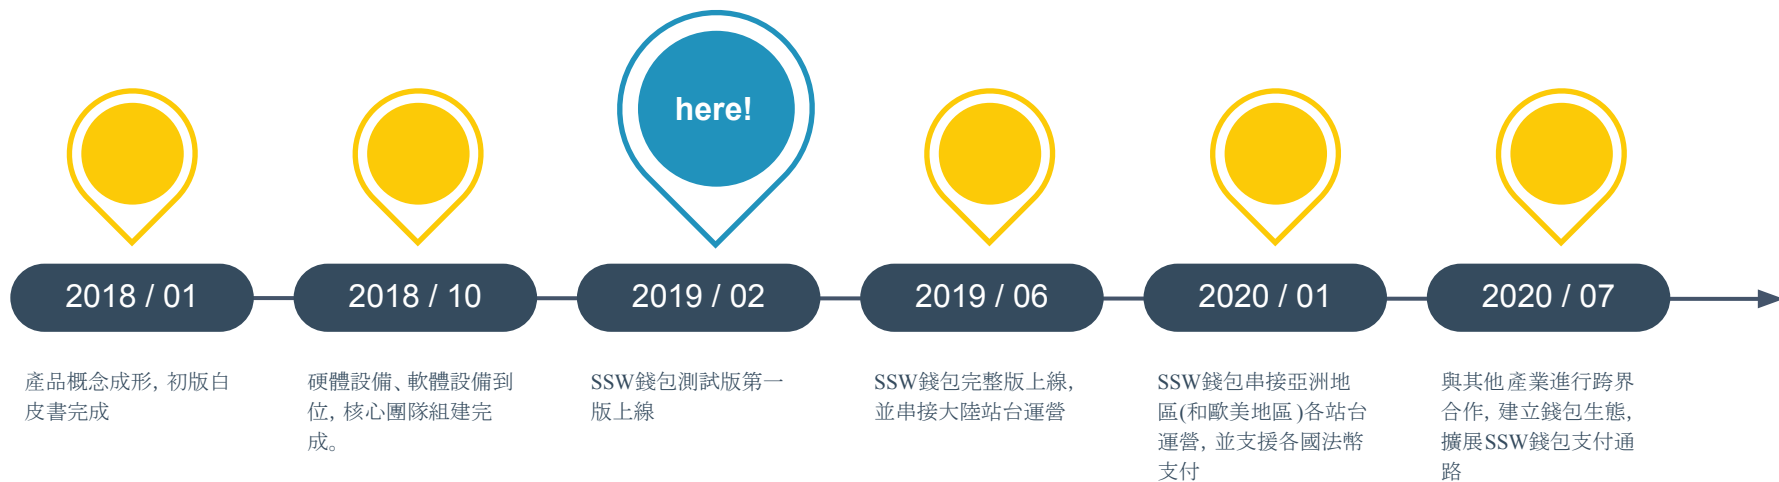 here!
2018 / 01
2018 / 10
2019 / 02
2019 / 06
2020 / 01
2020 / 07
產品概念成形, 初版白
皮書完成
硬體設備、軟體設備到
位, 核心團隊組建完
成。
SSW錢包測試版第一
版上線
SSW錢包完整版上線,
並串接大陸站台運營
SSW錢包串接亞洲地
區(和歐美地區)各站台
運營, 並支援各國法幣
支付
與其他產業進行跨界
合作, 建立錢包生態,
擴展SSW錢包支付通
路